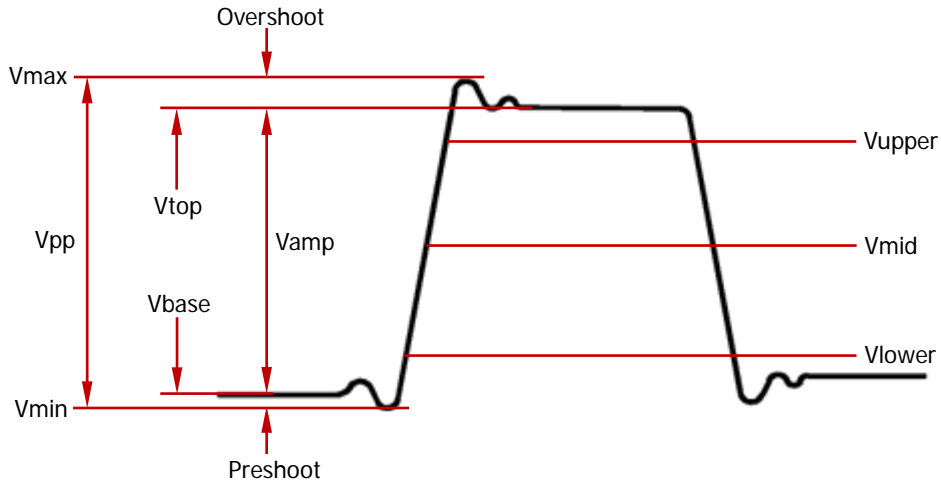 Overshoot
Vmax
Vupper
Vtop
Vpp
Vamp
Vmid
Vbase
Vlower
Vmin
Preshoot